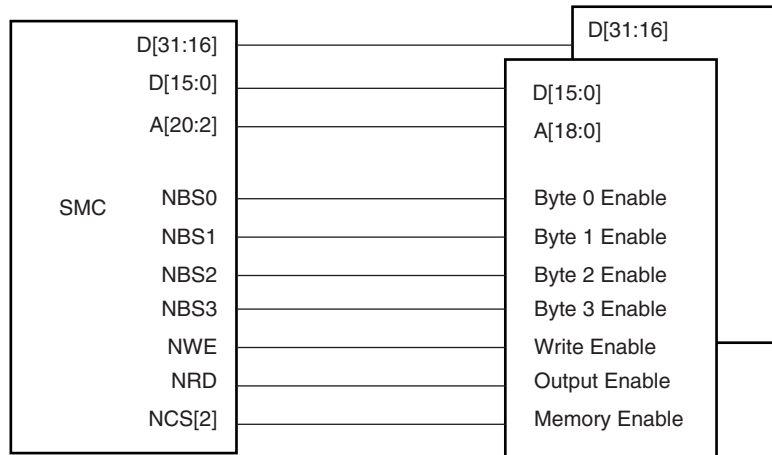 D[31:16] D[31:16]
D[15:0] D[15:0]
A[20:2] A[18:0]
SMC
NBS0 Byte 0 Enable
NBS1 Byte 1 Enable
NBS2 Byte 2 Enable
NBS3 Byte 3 Enable
NWE Write Enable
NRD Output Enable
NCS[2] Memory Enable